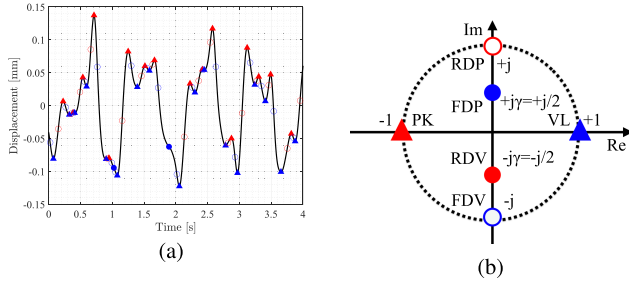 (a)
Displacement [mm]
0.15
0.1
0.05
0
-0.05
-0.1
-0.15
0 0.5 1 1.5 2 2.5 3 3.5 4
Time [s]
(a)
Im
RDP +j
FDP +jγ=+j/2
-1 PK VL +1
Re
RDV -jγ=-j/2
FDV -j
(b)